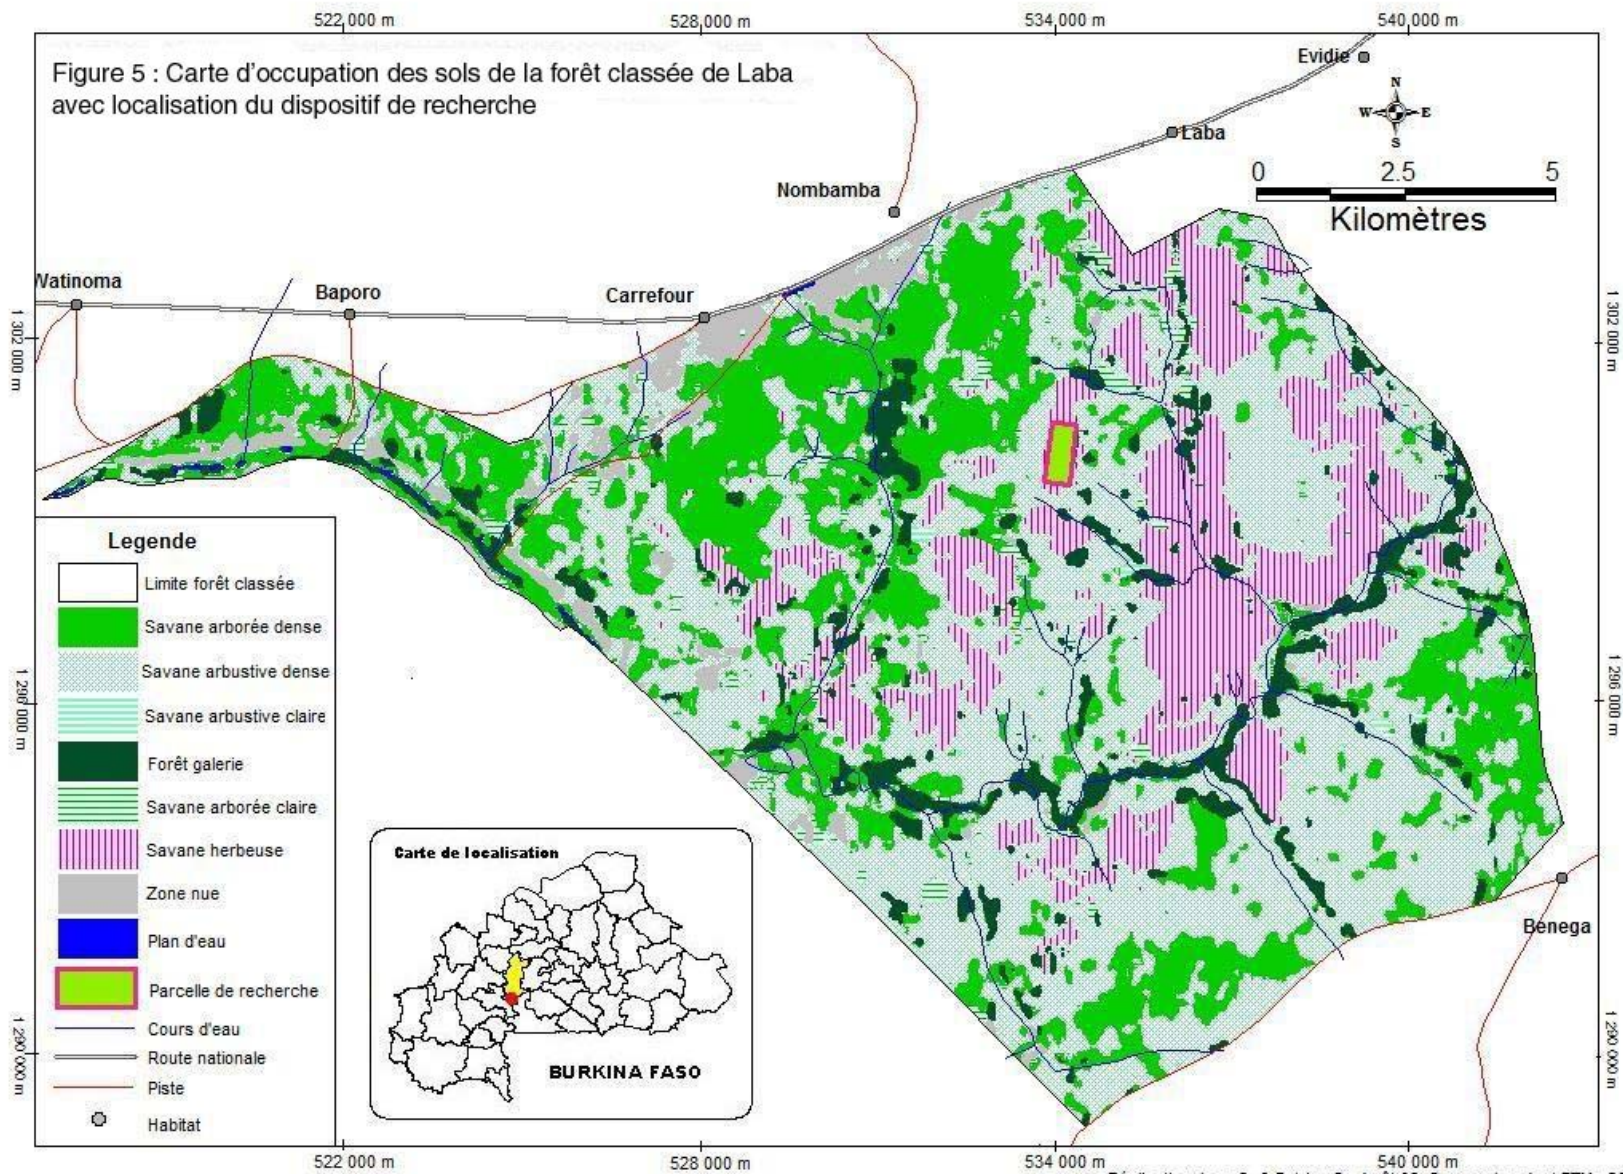 522 000 m
528 000 m
534 000 m
540 000 m
Figure 5 : Carte d'occupation des sols de la forêt classée de Laba
avec localisation du dispositif de recherche
Evidie
N
W
E
S
Laba
0
2.5
5
Kilomètres
Nombamba
Watinoma
Baporo
Carrefour
1 302 000 m
1 302 000 m
Legende
Limite forêt classée
Savane arborée dense
Savane arbustive dense
Savane arbustive claire
Forêt galerie
Savane arborée claire
Savane herbeuse
Zone nue
Plan d'eau
Parcelle de recherche
Cours d'eau
Route nationale
Piste
Habitat
1 296 000 m
1 296 000 m
Carte de localisation
BURKINA FASO
Benega
1 290 000 m
1 290 000 m
522 000 m
528 000 m
534 000 m
540 000 m